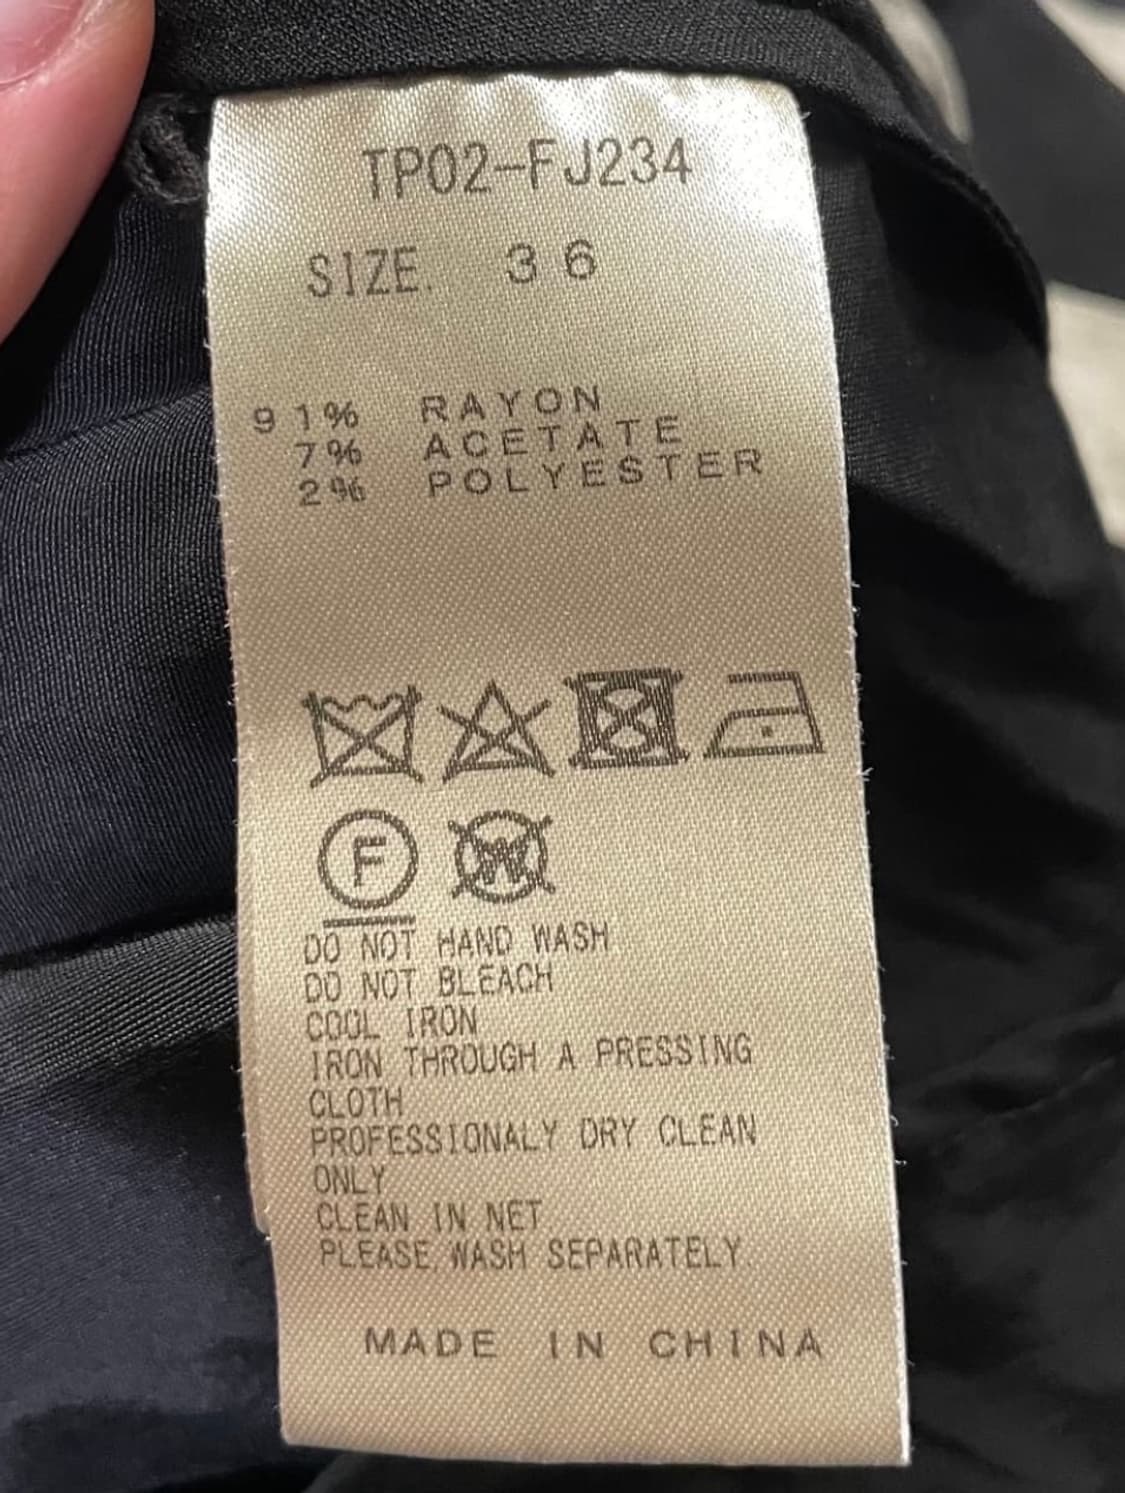 TP02-FJ234
SIZE. 36
91% RAYON
7% ACETATE
2% POLYESTER
F W
DO NOT HAND WASH
DO NOT BLEACH
COOL IRON
IRON THROUGH A PRESSING
CLOTH
PROFESSIONALY DRY CLEAN
ONLY
CLEAN IN NET.
PLEASE WASH SEPARATELY.
MADE IN CHINA